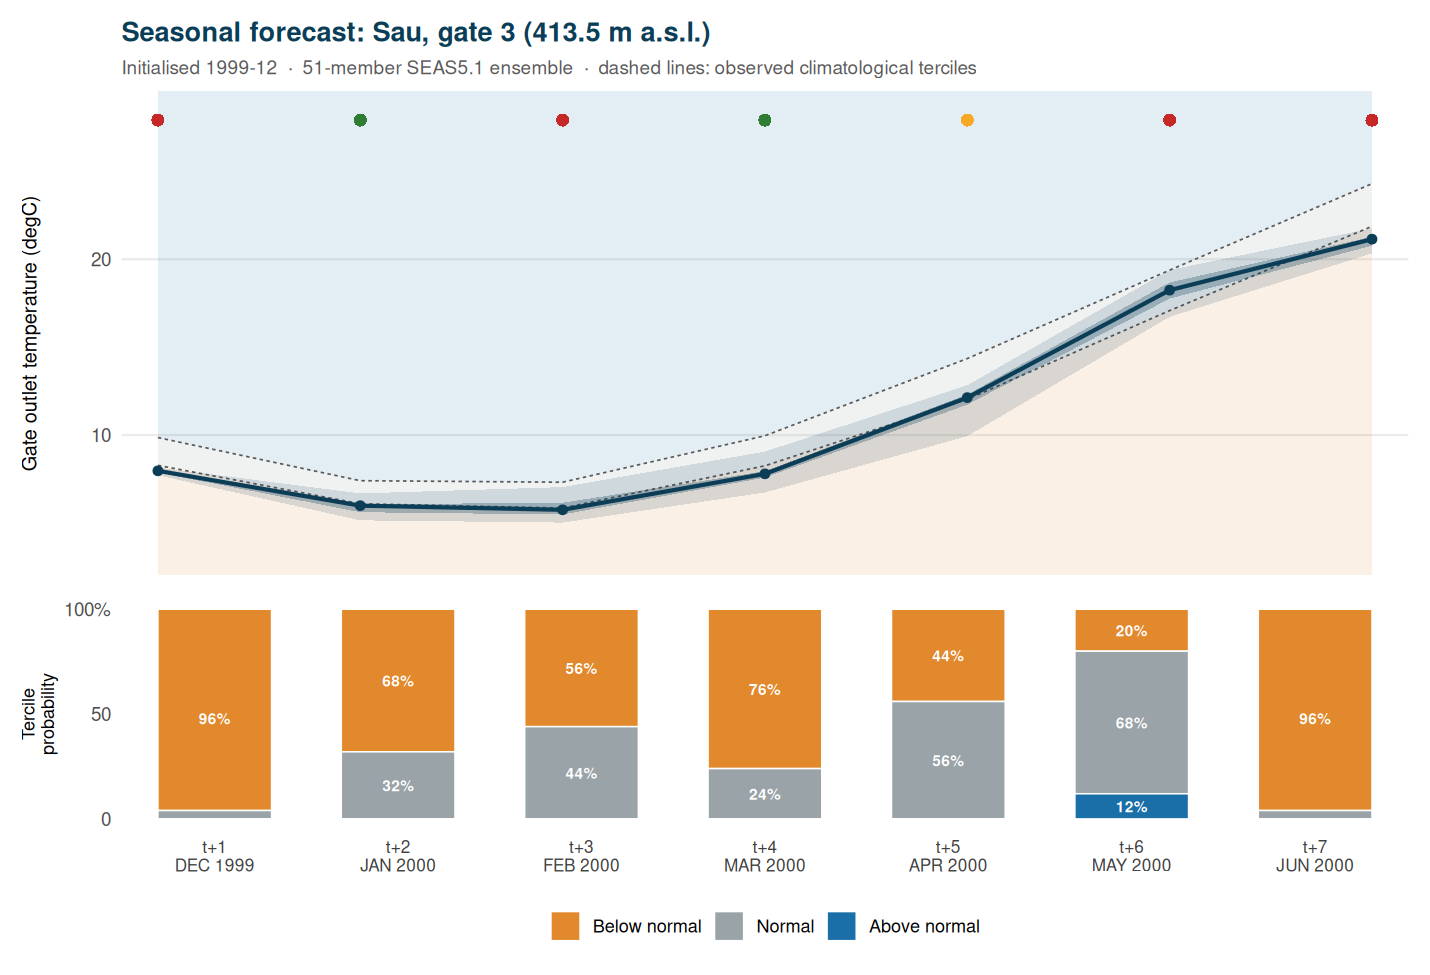 Seasonal forecast: Sau, gate 3 (413.5 m a.s.l.)
Initialised 1999-12 · 51-member SEAS5.1 ensemble · dashed lines: observed climatological terciles
Gate outlet temperature (degC)
20
10
Tercile
probability
100%
50
0
96%
68%
32%
56%
44%
76%
24%
44%
56%
20%
68%
12%
96%
t+1
DEC 1999
t+2
JAN 2000
t+3
FEB 2000
t+4
MAR 2000
t+5
APR 2000
t+6
MAY 2000
t+7
JUN 2000
Below normal
Normal
Above normal